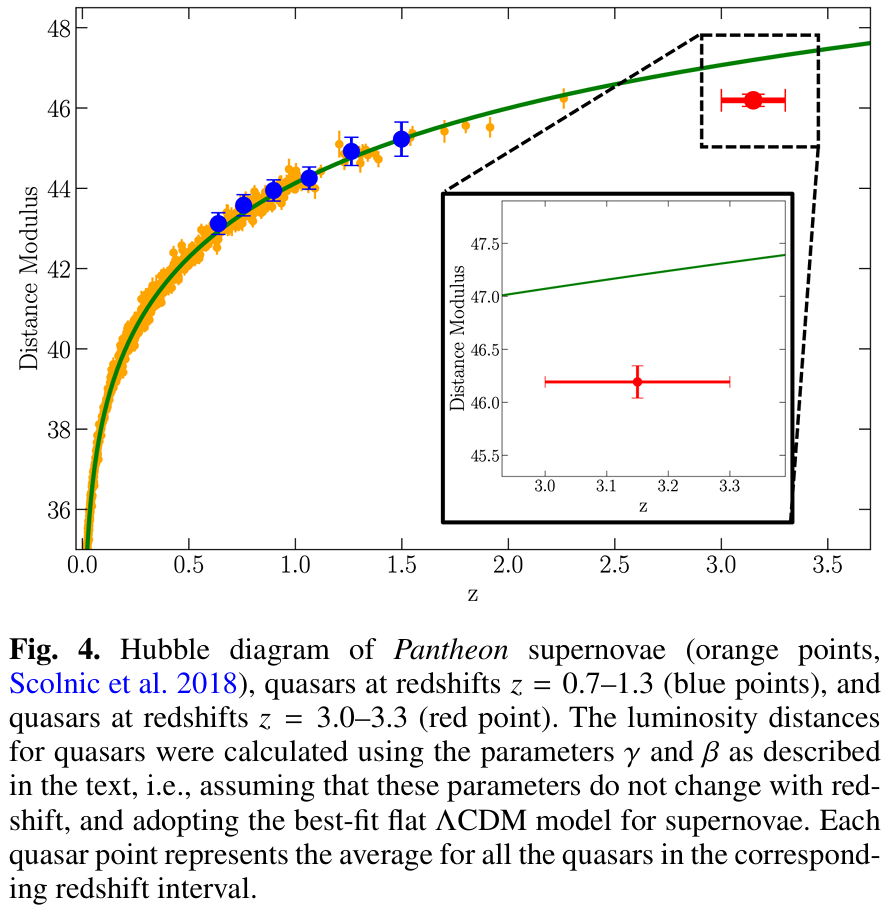 48
46
44
42
40
38
36
Distance Modulus
0.0 0.5 1.0 1.5 2.0 2.5 3.0 3.5
z
47.5
47.0
46.5
46.0
45.5
Distance Modulus
3.0 3.1 3.2 3.3
z
Fig. 4. Hubble diagram of Pantheon supernovae (orange points,
Scolnic et al. 2018), quasars at redshifts z = 0.7–1.3 (blue points), and
quasars at redshifts z = 3.0–3.3 (red point). The luminosity distances
for quasars were calculated using the parameters γ and β as described
in the text, i.e., assuming that these parameters do not change with red-
shift, and adopting the best-fit flat ΛCDM model for supernovae. Each
quasar point represents the average for all the quasars in the correspond-
ing redshift interval.